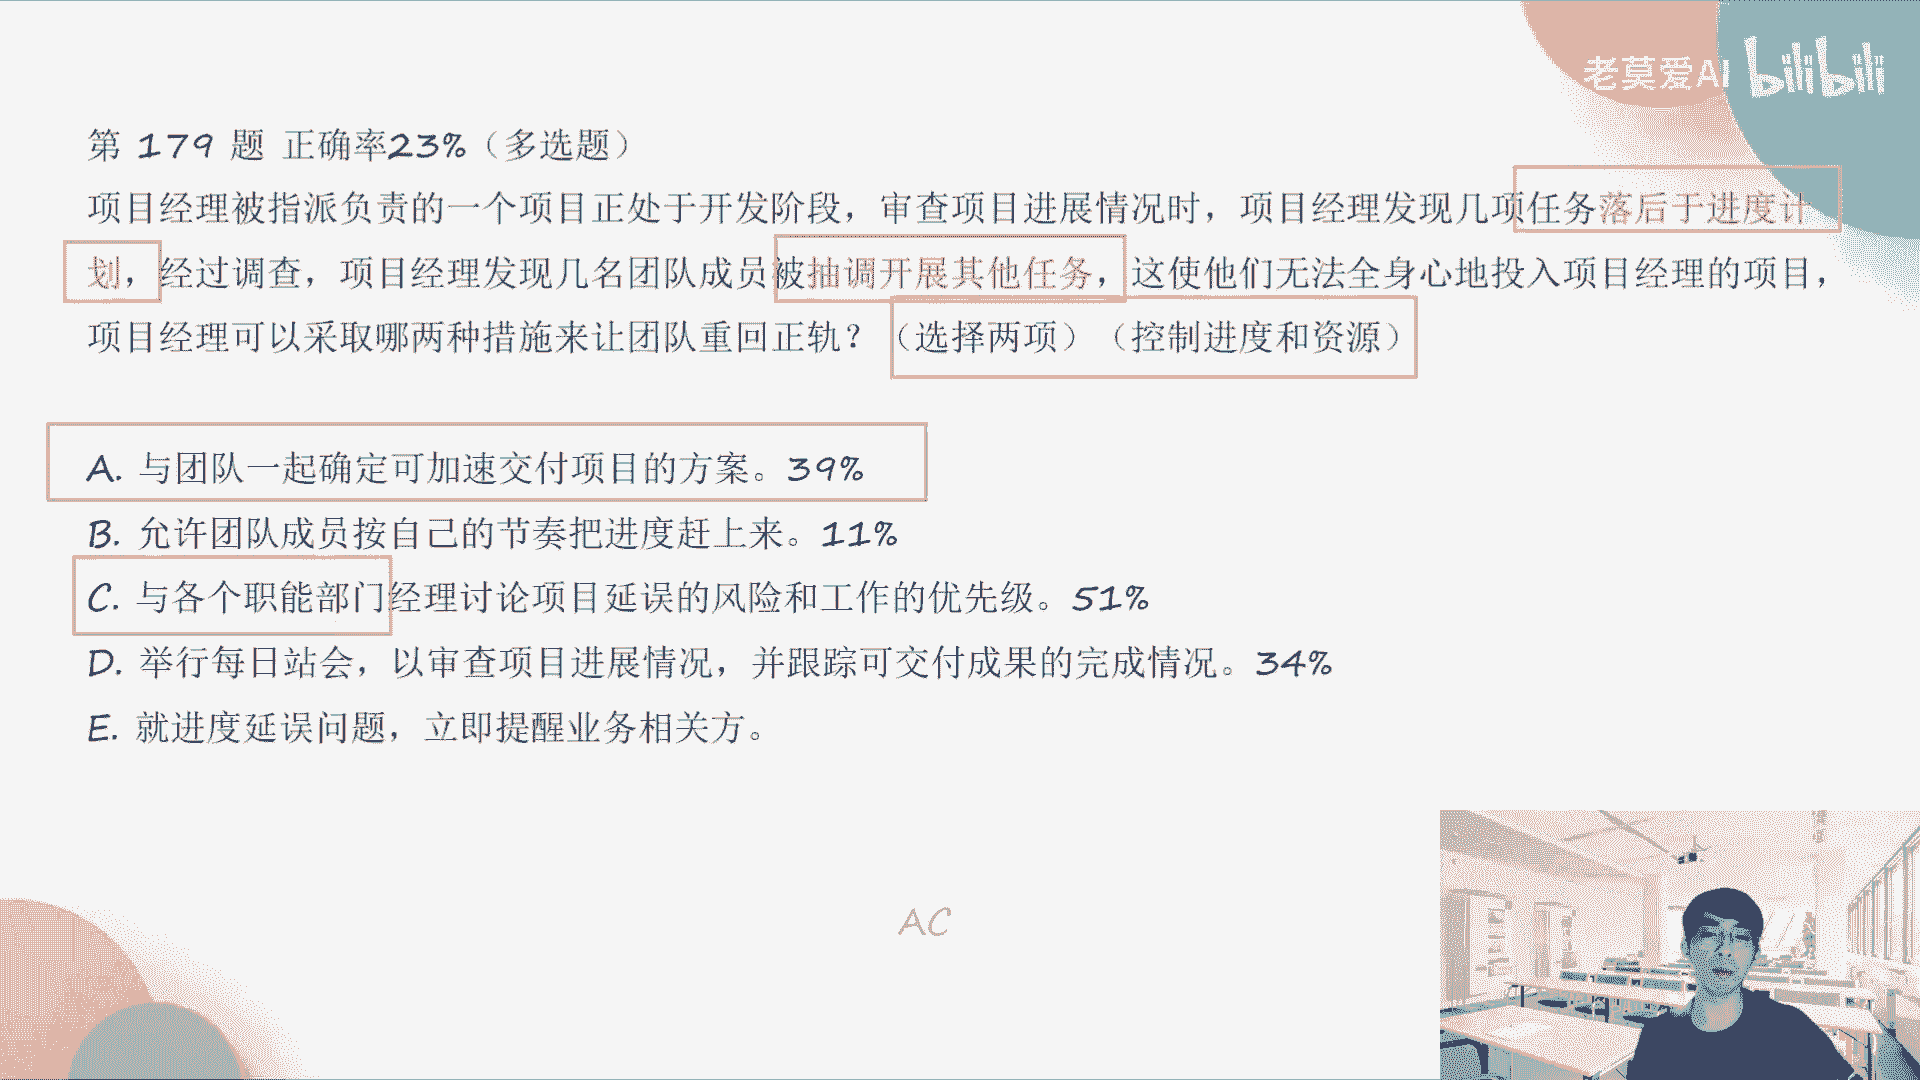 老莫爱AI bilibili
第 179 题 正确率23%（多选题）
项目经理被指派负责的一个项目正处于开发阶段，审查项目进展情况时，项目经理发现几项任务落后于进度计
划，经过调查，项目经理发现几名团队成员被抽调开展其他任务，这使他们无法全身心地投入项目经理的项目，
项目经理可以采取哪两种措施来让团队重回正轨？（选择两项）（控制进度和资源）
A. 与团队一起确定可加速交付项目的方案。39%
B. 允许团队成员按自己的节奏把进度赶上来。11%
C. 与各个职能部门经理讨论项目延误的风险和工作的优先级。51%
D. 举行每日站会，以审查项目进展情况，并跟踪可交付成果的完成情况。34%
E. 就进度延误问题，立即提醒业务相关方。
AC